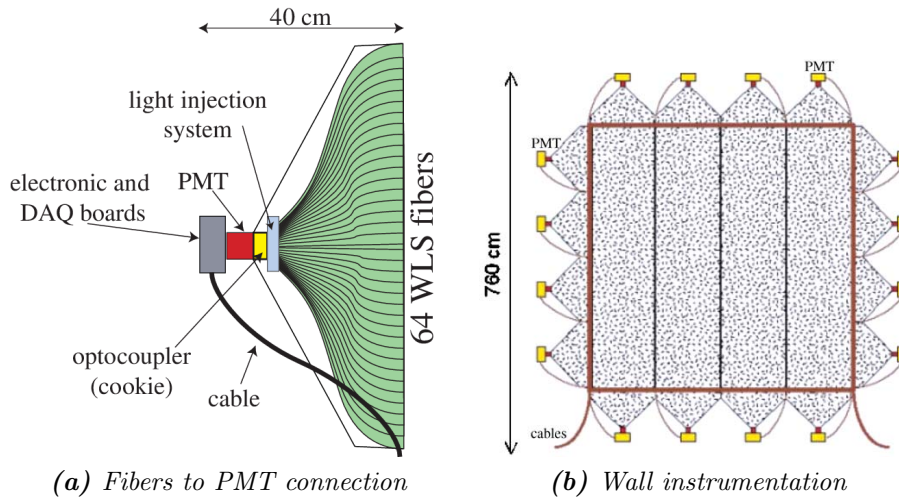 40 cm
light injection
system
PMT
electronic and
DAQ boards
optocoupler
(cookie)
cable
64 WLS fibers
(a) Fibers to PMT connection
PMT
PMT
760 cm
cables
(b) Wall instrumentation